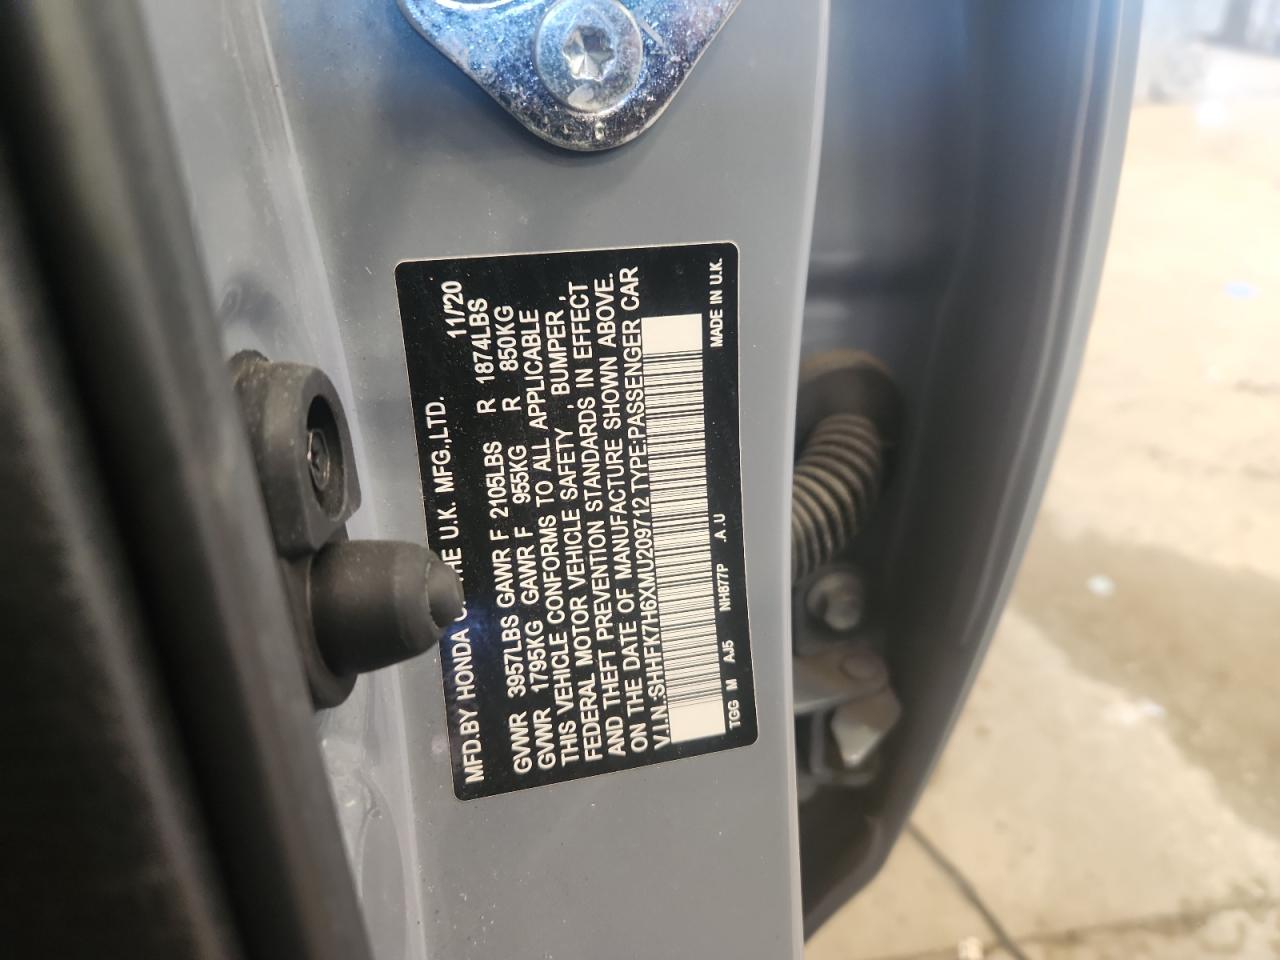 MFD.BY HONDA THE U.K. MFG.,LTD. 11/'20
GVWR 3957LBS GAWR F 2105LBS R 1874LBS
GVWR 1795KG GAWR F 955KG R 850KG
THIS VEHICLE CONFORMS TO ALL APPLICABLE
FEDERAL MOTOR VEHICLE SAFETY , BUMPER ,
AND THEFT PREVENTION STANDARDS IN EFFECT
ON THE DATE OF MANUFACTURE SHOWN ABOVE.
V.I.N.:SHHFK7H6XMU209712 TYPE:PASSENGER CAR
TGG M AJ5 NH877P A.U MADE IN U.K.